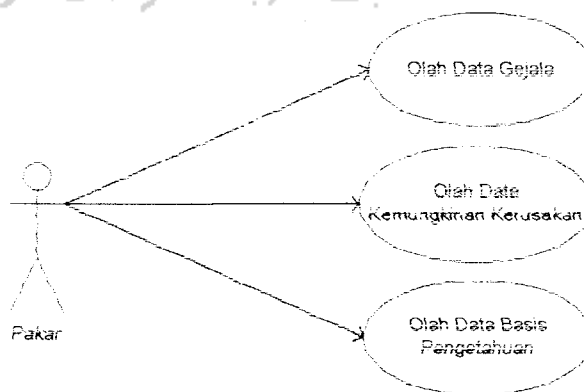 Olah Data Gejala
Olah Data
Kemungkinan Kerusakan
Pakar
Olah Data Basis
Pengetahuan